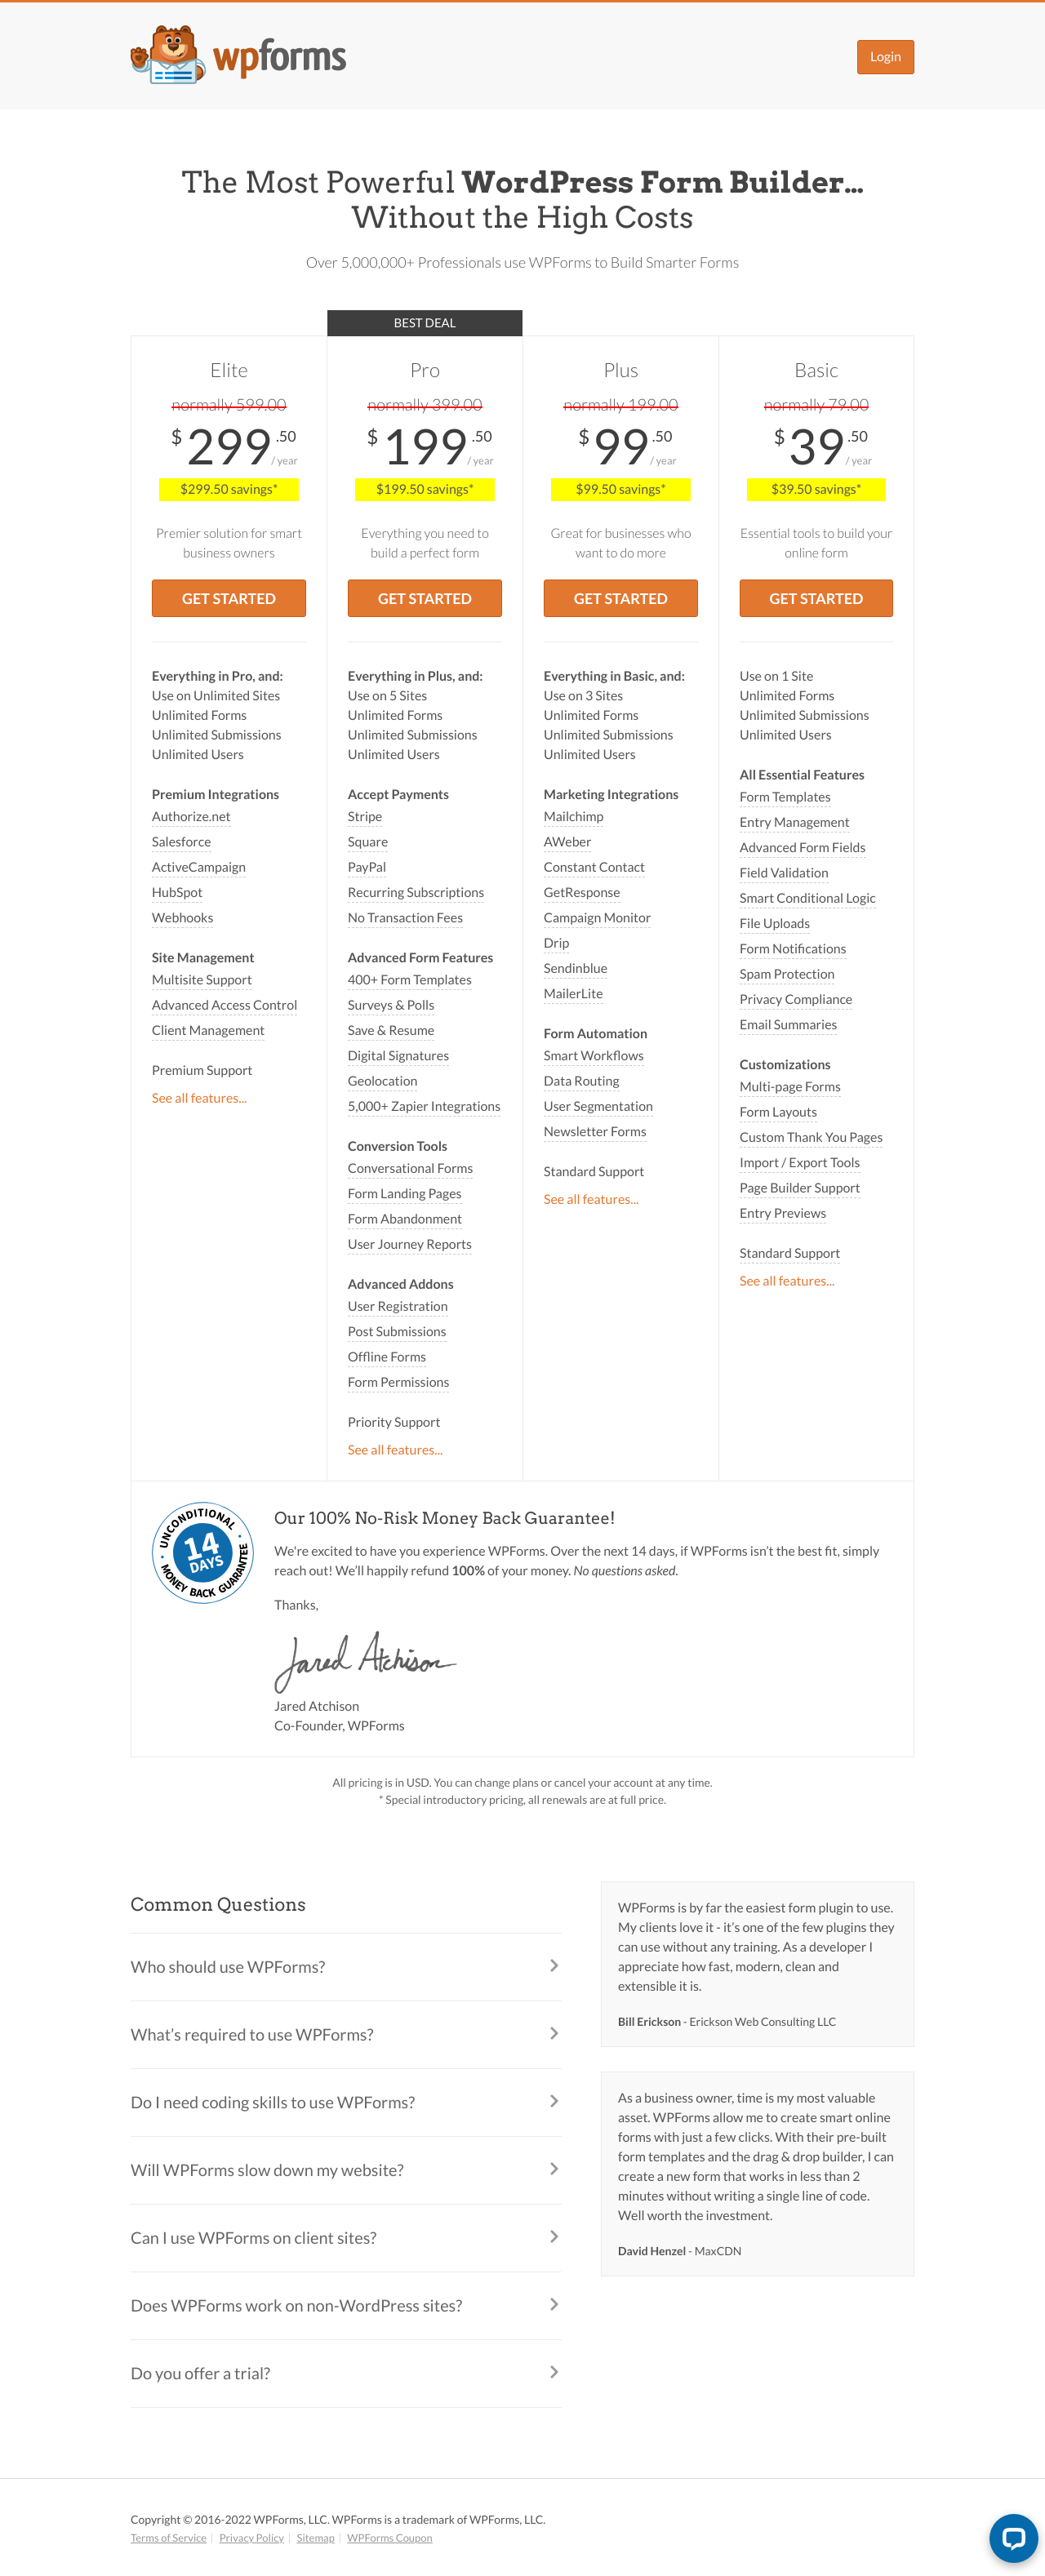 wpforms
Login
The Most Powerful WordPress Form Builder...
Without the High Costs
Over 5,000,000+ Professionals use WPForms to Build Smarter Forms
Elite
normally 599.00
$ 299 .50 / year
$299.50 savings*
Premier solution for smart
business owners
GET STARTED
Everything in Pro, and:
Use on Unlimited Sites
Unlimited Forms
Unlimited Submissions
Unlimited Users
Premium Integrations
Authorize.net
Salesforce
ActiveCampaign
HubSpot
Webhooks
Site Management
Multisite Support
Advanced Access Control
Client Management
Premium Support
See all features...
BEST DEAL
Pro
normally 399.00
$ 199 .50 / year
$199.50 savings*
Everything you need to
build a perfect form
GET STARTED
Everything in Plus, and:
Use on 5 Sites
Unlimited Forms
Unlimited Submissions
Unlimited Users
Accept Payments
Stripe
Square
PayPal
Recurring Subscriptions
No Transaction Fees
Advanced Form Features
400+ Form Templates
Surveys & Polls
Save & Resume
Digital Signatures
Geolocation
5,000+ Zapier Integrations
Conversion Tools
Conversational Forms
Form Landing Pages
Form Abandonment
User Journey Reports
Advanced Addons
User Registration
Post Submissions
Offline Forms
Form Permissions
Priority Support
See all features...
Plus
normally 199.00
$ 99 .50 / year
$99.50 savings*
Great for businesses who
want to do more
GET STARTED
Everything in Basic, and:
Use on 3 Sites
Unlimited Forms
Unlimited Submissions
Unlimited Users
Marketing Integrations
Mailchimp
AWeber
Constant Contact
GetResponse
Campaign Monitor
Drip
Sendinblue
MailerLite
Form Automation
Smart Workflows
Data Routing
User Segmentation
Newsletter Forms
Standard Support
See all features...
Basic
normally 79.00
$ 39 .50 / year
$39.50 savings*
Essential tools to build your
online form
GET STARTED
Use on 1 Site
Unlimited Forms
Unlimited Submissions
Unlimited Users
All Essential Features
Form Templates
Entry Management
Advanced Form Fields
Field Validation
Smart Conditional Logic
File Uploads
Form Notifications
Spam Protection
Privacy Compliance
Email Summaries
Customizations
Multi-page Forms
Form Layouts
Custom Thank You Pages
Import / Export Tools
Page Builder Support
Entry Previews
Standard Support
See all features...
UNCONDITIONAL
14
DAYS
MONEY BACK GUARANTEE
Our 100% No-Risk Money Back Guarantee!
We're excited to have you experience WPForms. Over the next 14 days, if WPForms isn't the best fit, simply
reach out! We'll happily refund 100% of your money. No questions asked.
Thanks,
Jared Atchison
Jared Atchison
Co-Founder, WPForms
All pricing is in USD. You can change plans or cancel your account at any time.
* Special introductory pricing, all renewals are at full price.
Common Questions
Who should use WPForms?
What's required to use WPForms?
Do I need coding skills to use WPForms?
Will WPForms slow down my website?
Can I use WPForms on client sites?
Does WPForms work on non-WordPress sites?
Do you offer a trial?
WPForms is by far the easiest form plugin to use.
My clients love it - it's one of the few plugins they
can use without any training. As a developer I
appreciate how fast, modern, clean and
extensible it is.
Bill Erickson - Erickson Web Consulting LLC
As a business owner, time is my most valuable
asset. WPForms allow me to create smart online
forms with just a few clicks. With their pre-built
form templates and the drag & drop builder, I can
create a new form that works in less than 2
minutes without writing a single line of code.
Well worth the investment.
David Henzel - MaxCDN
Copyright © 2016-2022 WPForms, LLC. WPForms is a trademark of WPForms, LLC.
Terms of Service | Privacy Policy | Sitemap | WPForms Coupon